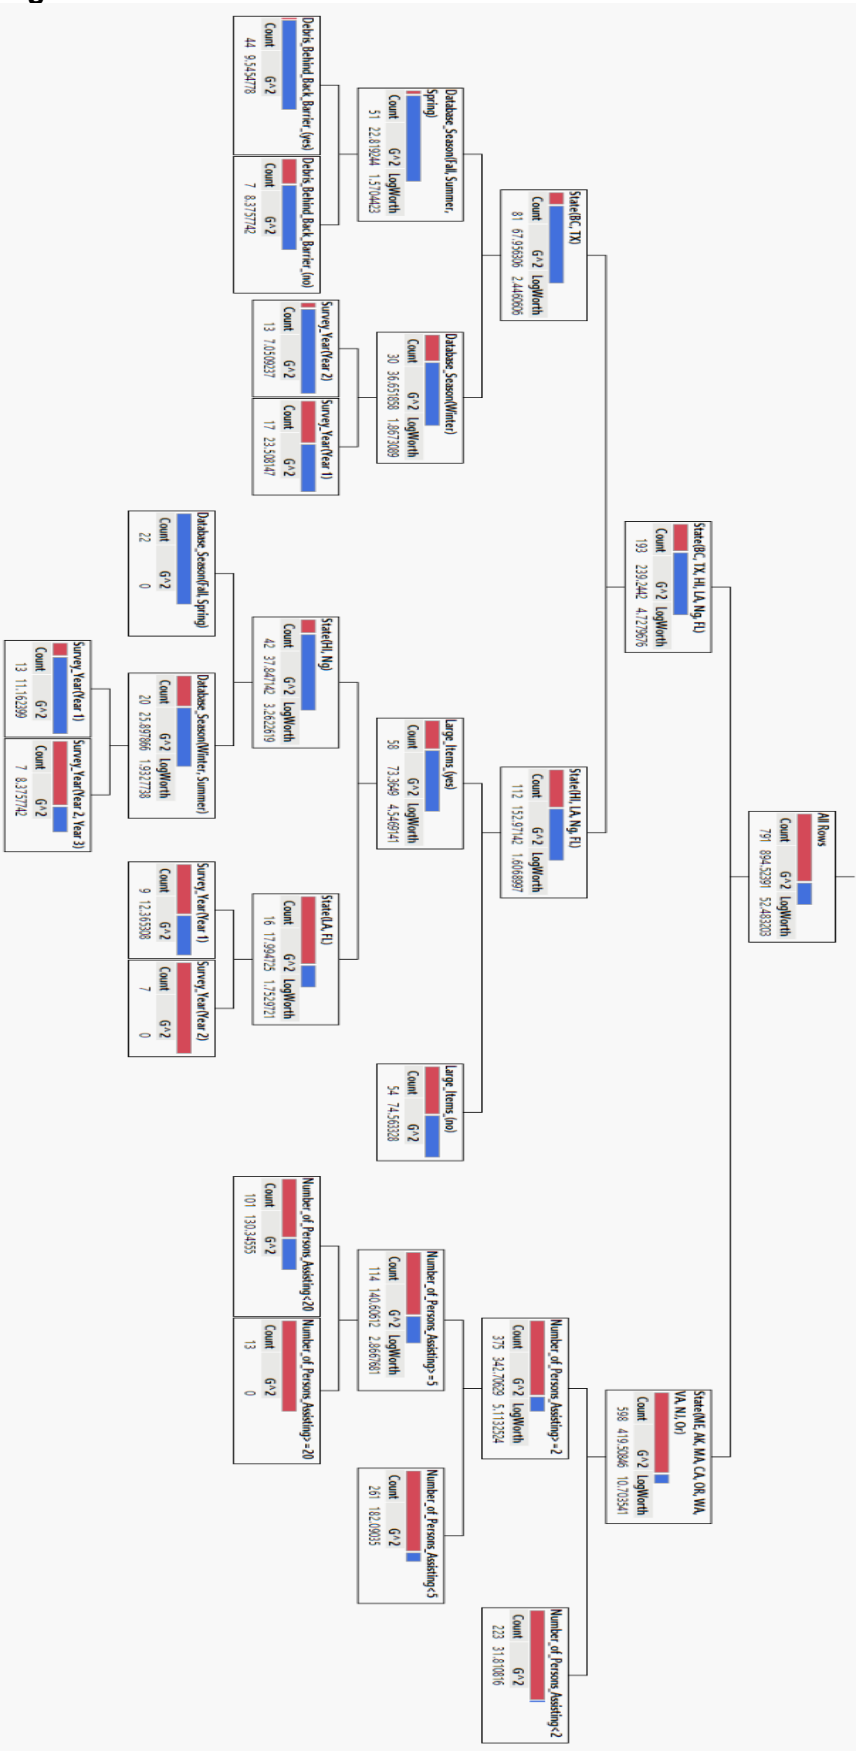 All Rows
Count G^2 LogWorth
791 894.52391 52.483203
State(BC, TX, HI, LA, Ng, FL)
Count G^2 LogWorth
193 239.2442 4.7279676
State(ME, AK, MA, CA, OR, WA,
VA, NJ, Or)
Count G^2 LogWorth
598 419.50846 10.703541
State(BC, TX)
Count G^2 LogWorth
81 67.956306 2.4460606
State(HI, LA, Ng, FL)
Count G^2 LogWorth
112 152.97142 1.6068997
Number_of_Persons_Assisting>=2
Count G^2 LogWorth
375 342.70629 5.1132524
Number_of_Persons_Assisting<2
Count G^2
223 31.810816
Database_Season(Fall, Summer,
Spring)
Count G^2 LogWorth
51 22.819244 1.5704423
Database_Season(Winter)
Count G^2 LogWorth
30 36.651858 1.8673089
Large_Items_(yes)
Count G^2 LogWorth
58 73.3649 4.5469141
Large_Items_(no)
Count G^2
54 74.563328
Number_of_Persons_Assisting>=5
Count G^2 LogWorth
114 140.60612 2.8667681
Number_of_Persons_Assisting<5
Count G^2
261 182.09035
Debris_Behind_Back_Barrier_(yes)
Count G^2
44 9.5454778
Debris_Behind_Back_Barrier_(no)
Count G^2
7 8.3757742
Survey_Year(Year 2)
Count G^2
13 7.0509237
Survey_Year(Year 1)
Count G^2
17 23.508147
State(HI, Ng)
Count G^2 LogWorth
42 37.847142 3.2622619
State(LA, FL)
Count G^2 LogWorth
16 17.994725 1.7529721
Number_of_Persons_Assisting<20
Count G^2
101 130.34555
Number_of_Persons_Assisting>=20
Count G^2
13 0
Database_Season(Fall, Spring)
Count G^2
22 0
Database_Season(Winter, Summer)
Count G^2 LogWorth
20 25.897866 1.9327738
Survey_Year(Year 1)
Count G^2
9 12.365308
Survey_Year(Year 2)
Count G^2
7 0
Survey_Year(Year 1)
Count G^2
13 11.162399
Survey_Year(Year 2, Year 3)
Count G^2
7 8.3757742